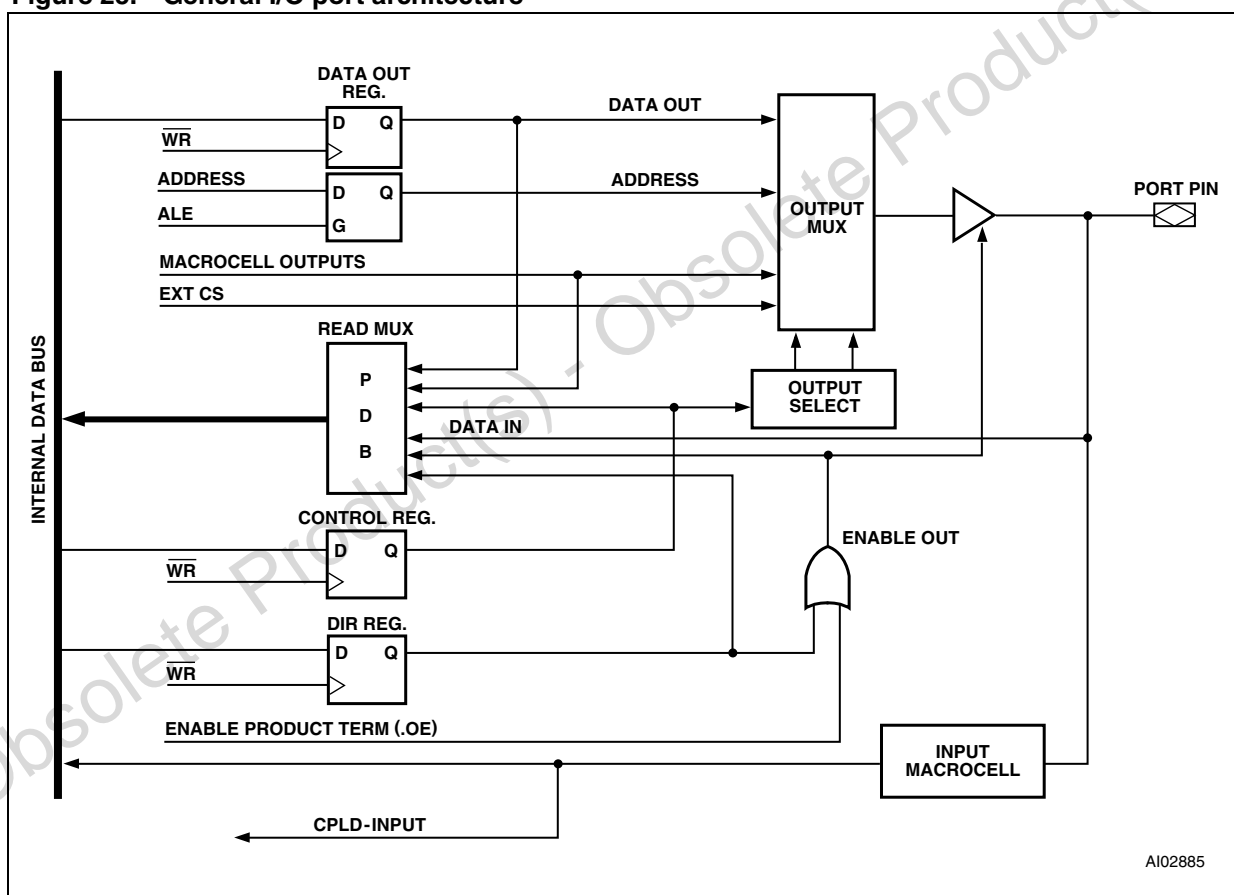 Figure 25. General I/O port architecture
DATA OUT
REG.
D Q
WR
DATA OUT
ADDRESS
D Q
ADDRESS
ALE
G
OUTPUT
MUX
PORT PIN
MACROCELL OUTPUTS
EXT CS
READ MUX
P
D
B
OUTPUT
SELECT
DATA IN
INTERNAL DATA BUS
CONTROL REG.
D Q
WR
ENABLE OUT
DIR REG.
D Q
WR
ENABLE PRODUCT TERM (.OE)
INPUT
MACROCELL
CPLD-INPUT
AI02885
Obsolete Product(s) - Obsolete Product(